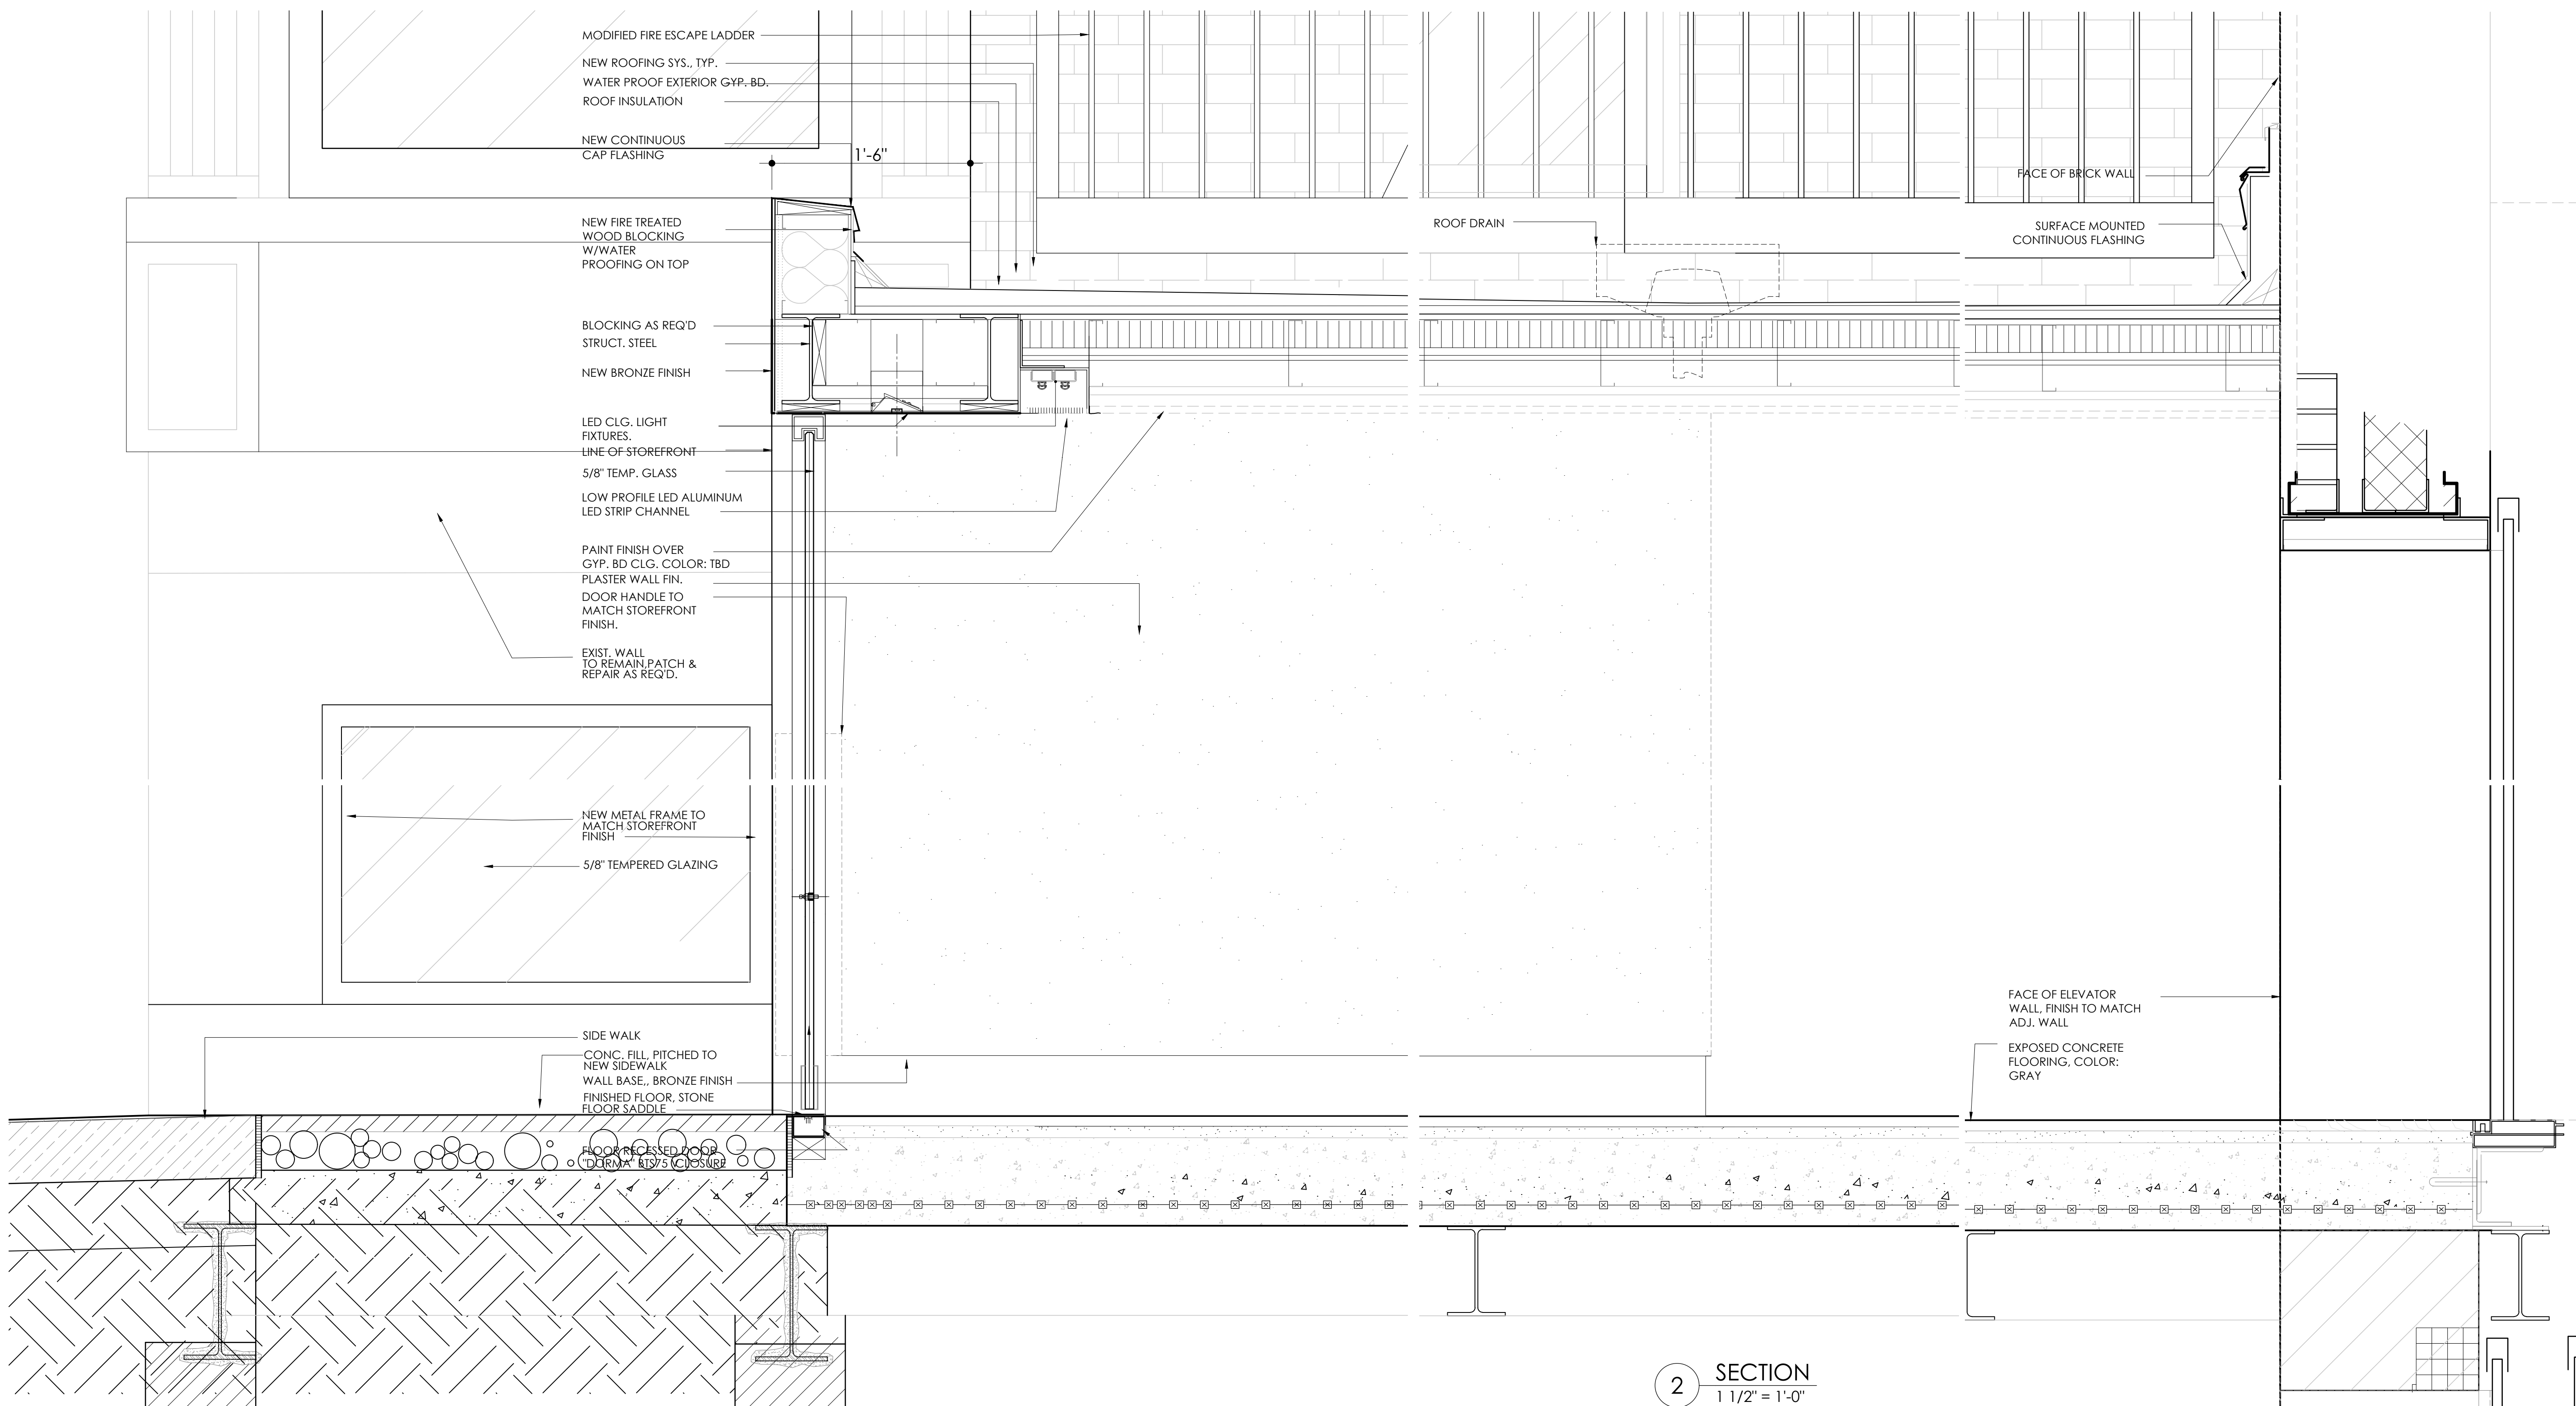 MODIFIED FIRE ESCAPE LADDER
NEW ROOFING SYS., TYP.
WATER PROOF EXTERIOR GYP. BD.
ROOF INSULATION
NEW CONTINUOUS
CAP FLASHING
1'-6"
NEW FIRE TREATED
WOOD BLOCKING
W/WATER
PROOFING ON TOP
BLOCKING AS REQ'D
STRUCT. STEEL
NEW BRONZE FINISH
LED CLG. LIGHT
FIXTURES.
LINE OF STOREFRONT
5/8" TEMP. GLASS
LOW PROFILE LED ALUMINUM
LED STRIP CHANNEL
PAINT FINISH OVER
GYP. BD CLG. COLOR: TBD
PLASTER WALL FIN.
DOOR HANDLE TO
MATCH STOREFRONT
FINISH.
EXIST. WALL
TO REMAIN,PATCH &
REPAIR AS REQ'D.
NEW METAL FRAME TO
MATCH STOREFRONT
FINISH
5/8" TEMPERED GLAZING
SIDE WALK
CONC. FILL, PITCHED TO
NEW SIDEWALK
WALL BASE,, BRONZE FINISH
FINISHED FLOOR, STONE
FLOOR SADDLE
FLOOR RECESSED DOOR
"DORMA" BTS75 VCLOSURE
ROOF DRAIN
FACE OF BRICK WALL
SURFACE MOUNTED
CONTINUOUS FLASHING
FACE OF ELEVATOR
WALL, FINISH TO MATCH
ADJ. WALL
EXPOSED CONCRETE
FLOORING, COLOR:
GRAY
2 SECTION
1 1/2" = 1'-0"